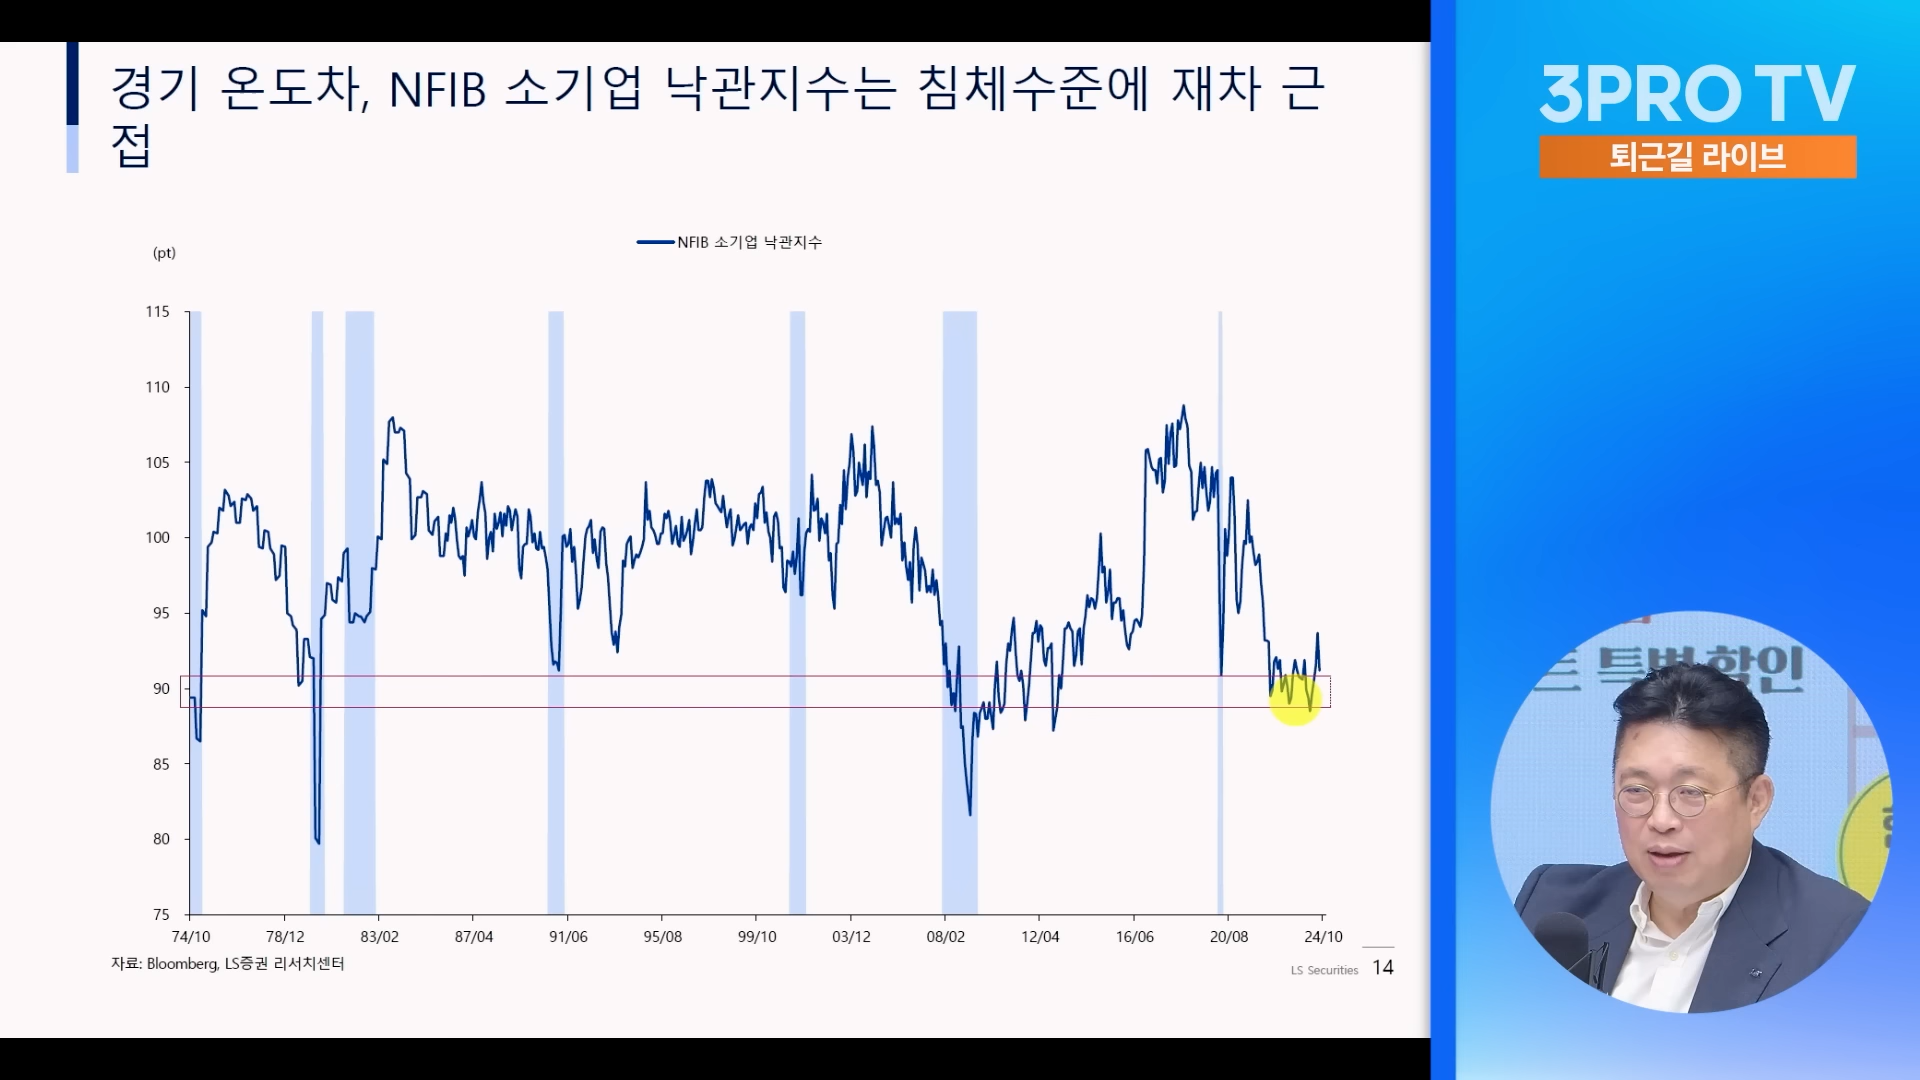 경기 온도차, NFIB 소기업 낙관지수는 침체수준에 재차 근
접
3PRO TV
퇴근길 라이브
NFIB 소기업 낙관지수
(pt)
115
110
105
100
95
90
85
80
75
74/10 78/12 83/02 87/04 91/06 95/08 99/10 03/12 08/02 12/04 16/06 20/08 24/10
자료: Bloomberg, LS증권 리서치센터
LS Securities 14
특별할인